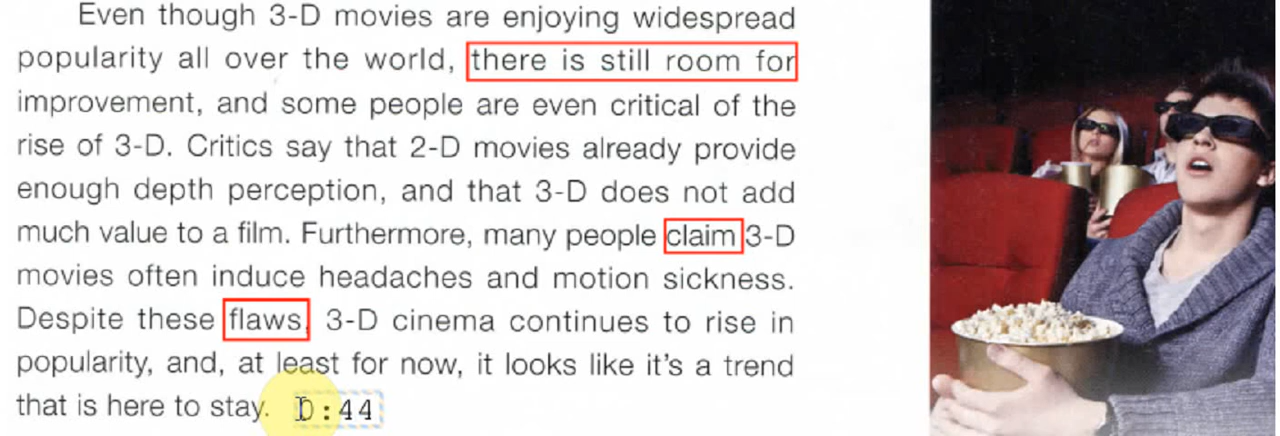 Even though 3-D movies are enjoying widespread
popularity all over the world, there is still room for
improvement, and some people are even critical of the
rise of 3-D. Critics say that 2-D movies already provide
enough depth perception, and that 3-D does not add
much value to a film. Furthermore, many people claim 3-D
movies often induce headaches and motion sickness.
Despite these flaws, 3-D cinema continues to rise in
popularity, and, at least for now, it looks like it's a trend
that is here to stay. 0:44